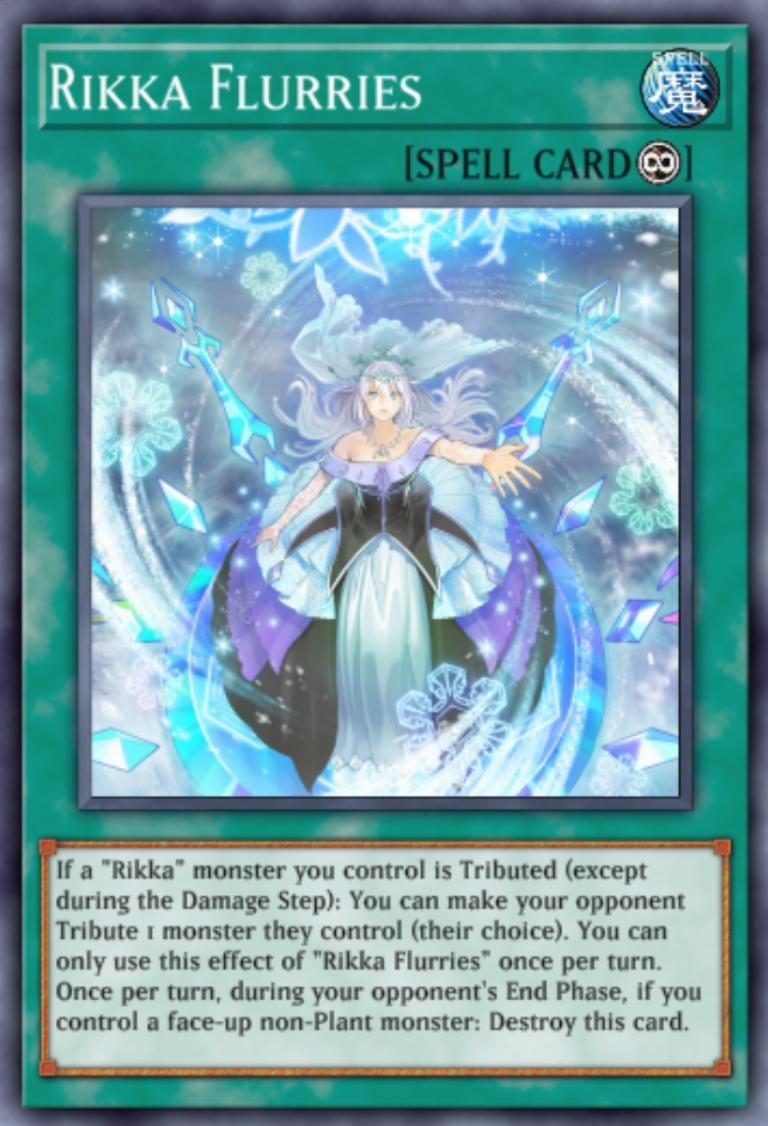 RIKKA FLURRIES
SPELL
魔
[SPELL CARD]
If a "Rikka" monster you control is Tributed (except
during the Damage Step): You can make your opponent
Tribute 1 monster they control (their choice). You can
only use this effect of "Rikka Flurries" once per turn.
Once per turn, during your opponent's End Phase, if you
control a face-up non-Plant monster: Destroy this card.